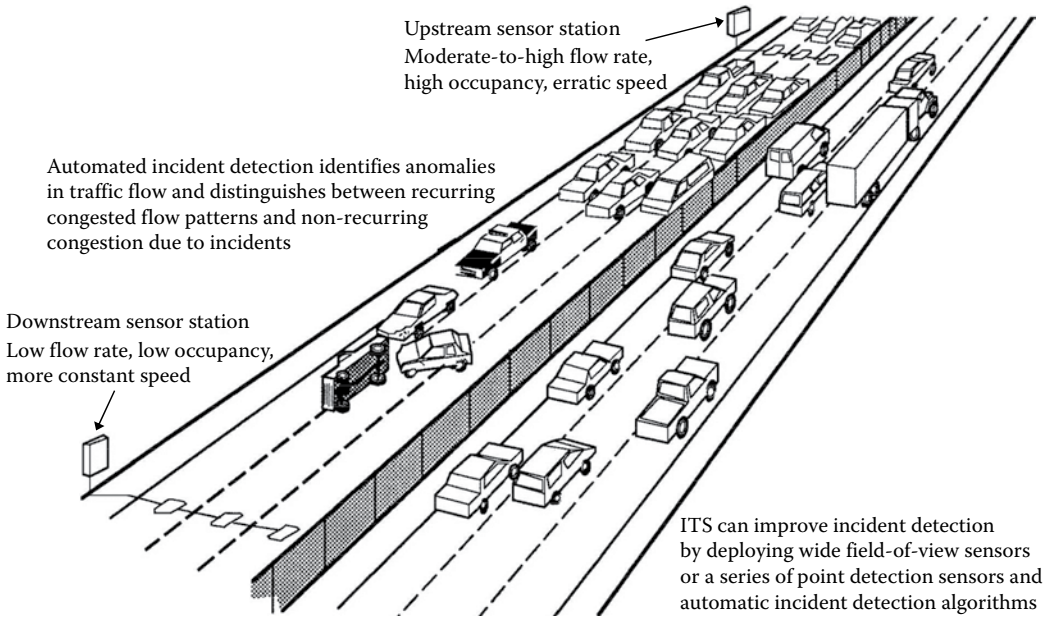 Upstream sensor station
Moderate-to-high flow rate,
high occupancy, erratic speed
Automated incident detection identifies anomalies
in traffic flow and distinguishes between recurring
congested flow patterns and non-recurring
congestion due to incidents
Downstream sensor station
Low flow rate, low occupancy,
more constant speed
ITS can improve incident detection
by deploying wide field-of-view sensors
or a series of point detection sensors and
automatic incident detection algorithms